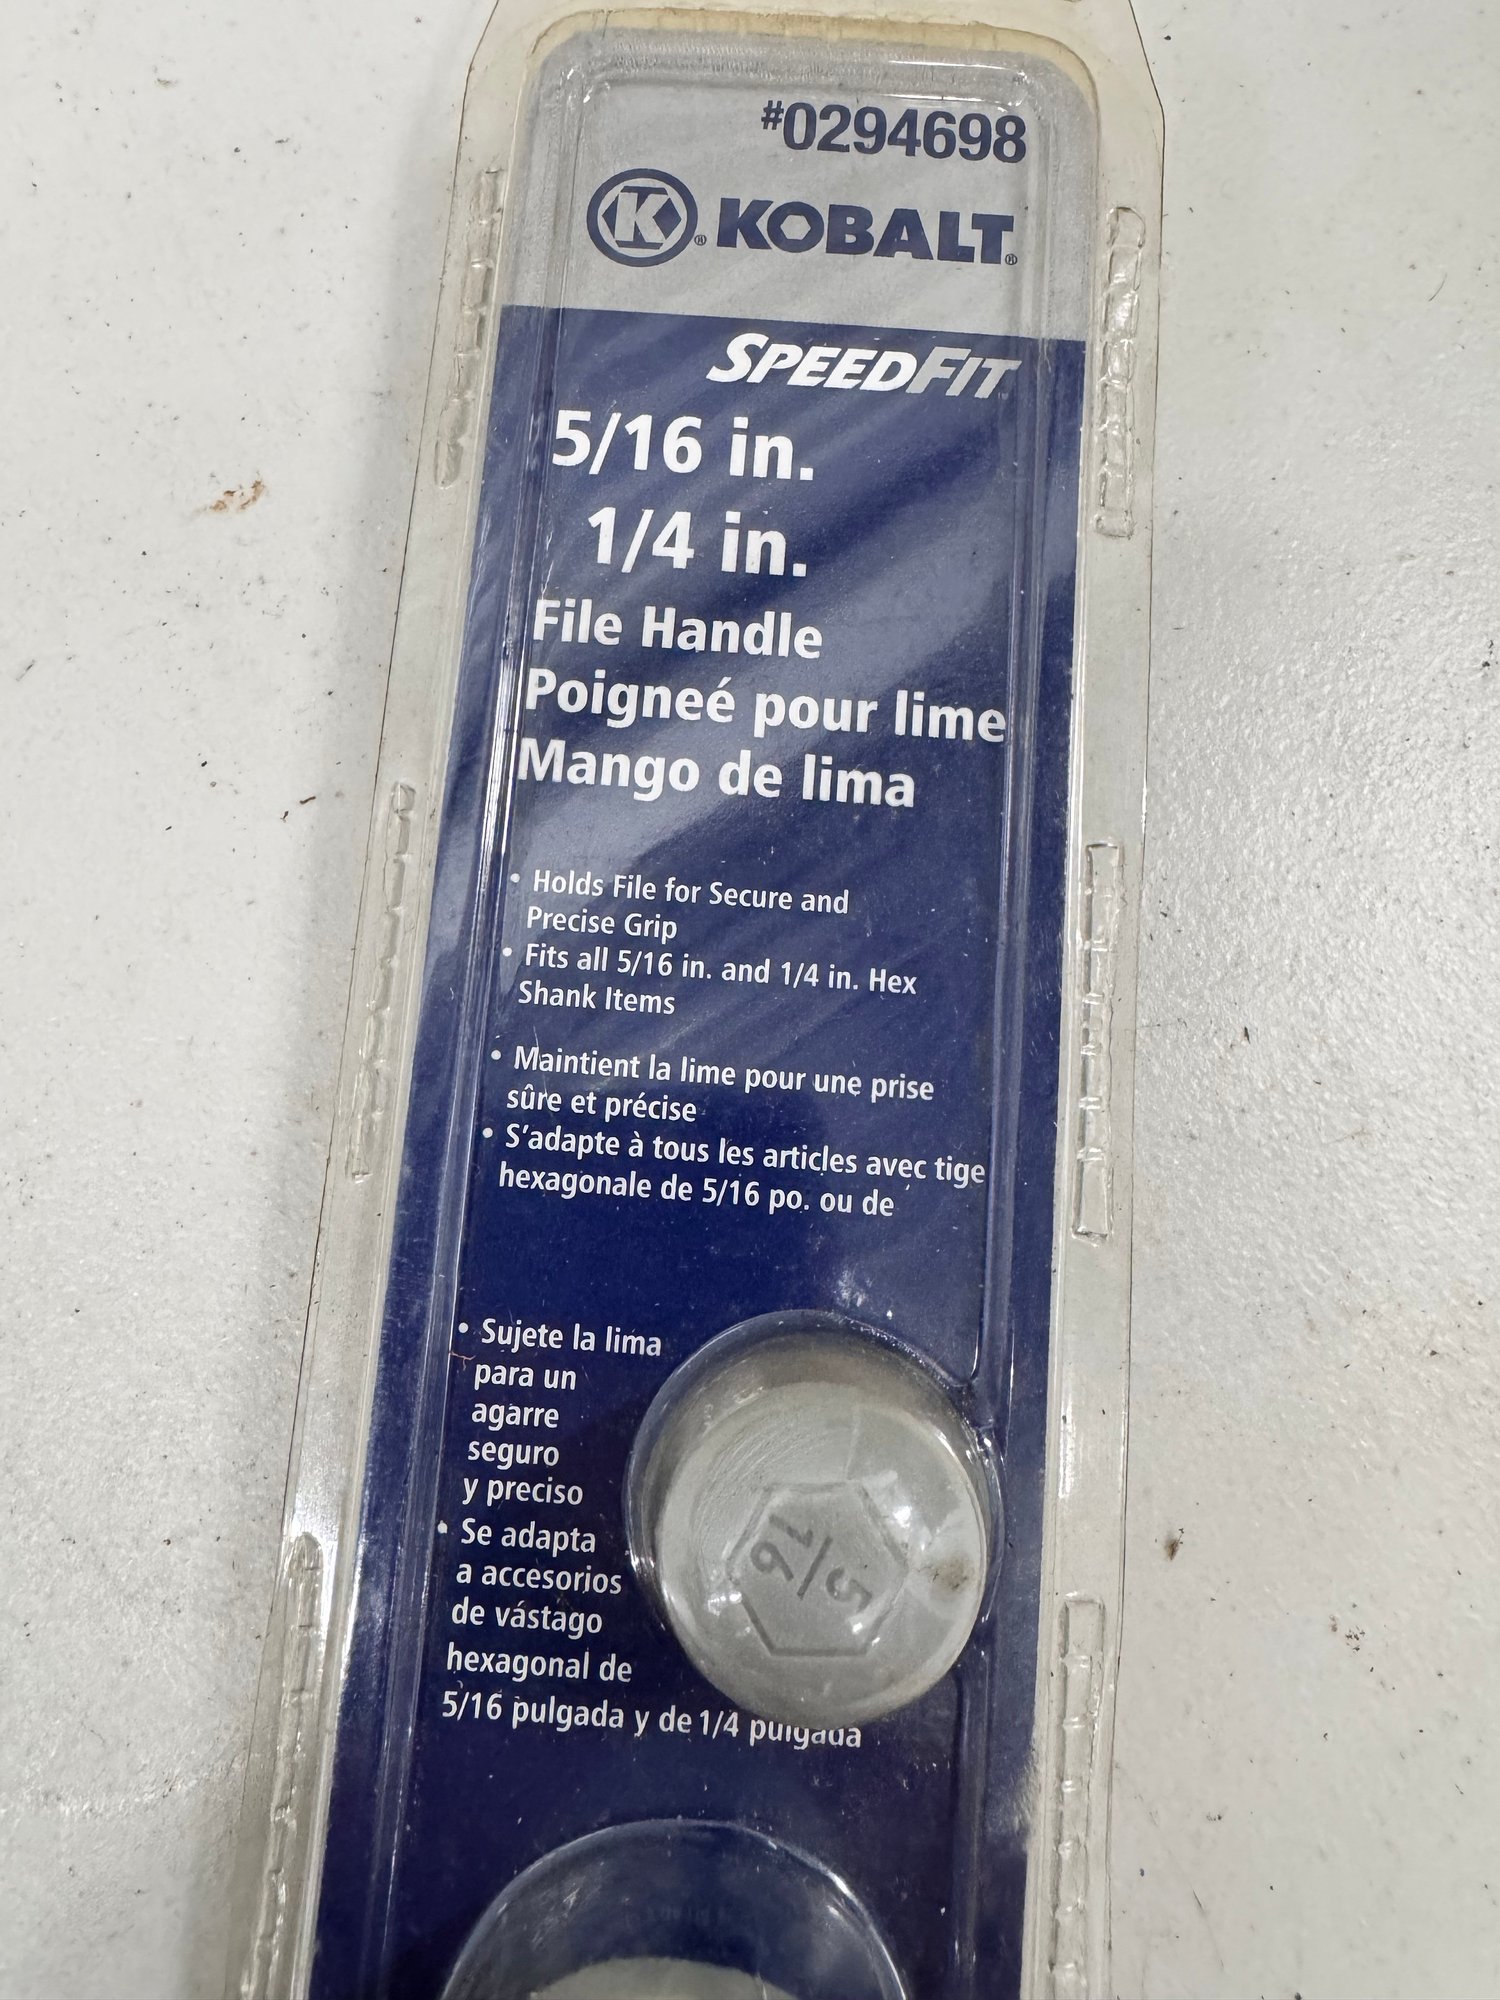 #0294698
K® KOBALT®
SPEEDFIT
5/16 in.
1/4 in.
File Handle
Poigneé pour lime
Mango de lima
• Holds File for Secure and
Precise Grip
• Fits all 5/16 in. and 1/4 in. Hex
Shank Items
• Maintient la lime pour une prise
sûre et précise
• S'adapte à tous les articles avec tige
hexagonale de 5/16 po. ou de
• Sujete la lima
para un
agarre
seguro
y preciso
• Se adapta
a accesorios
de vástago
hexagonal de
5/16 pulgada y de 1/4 pulgada
5/16